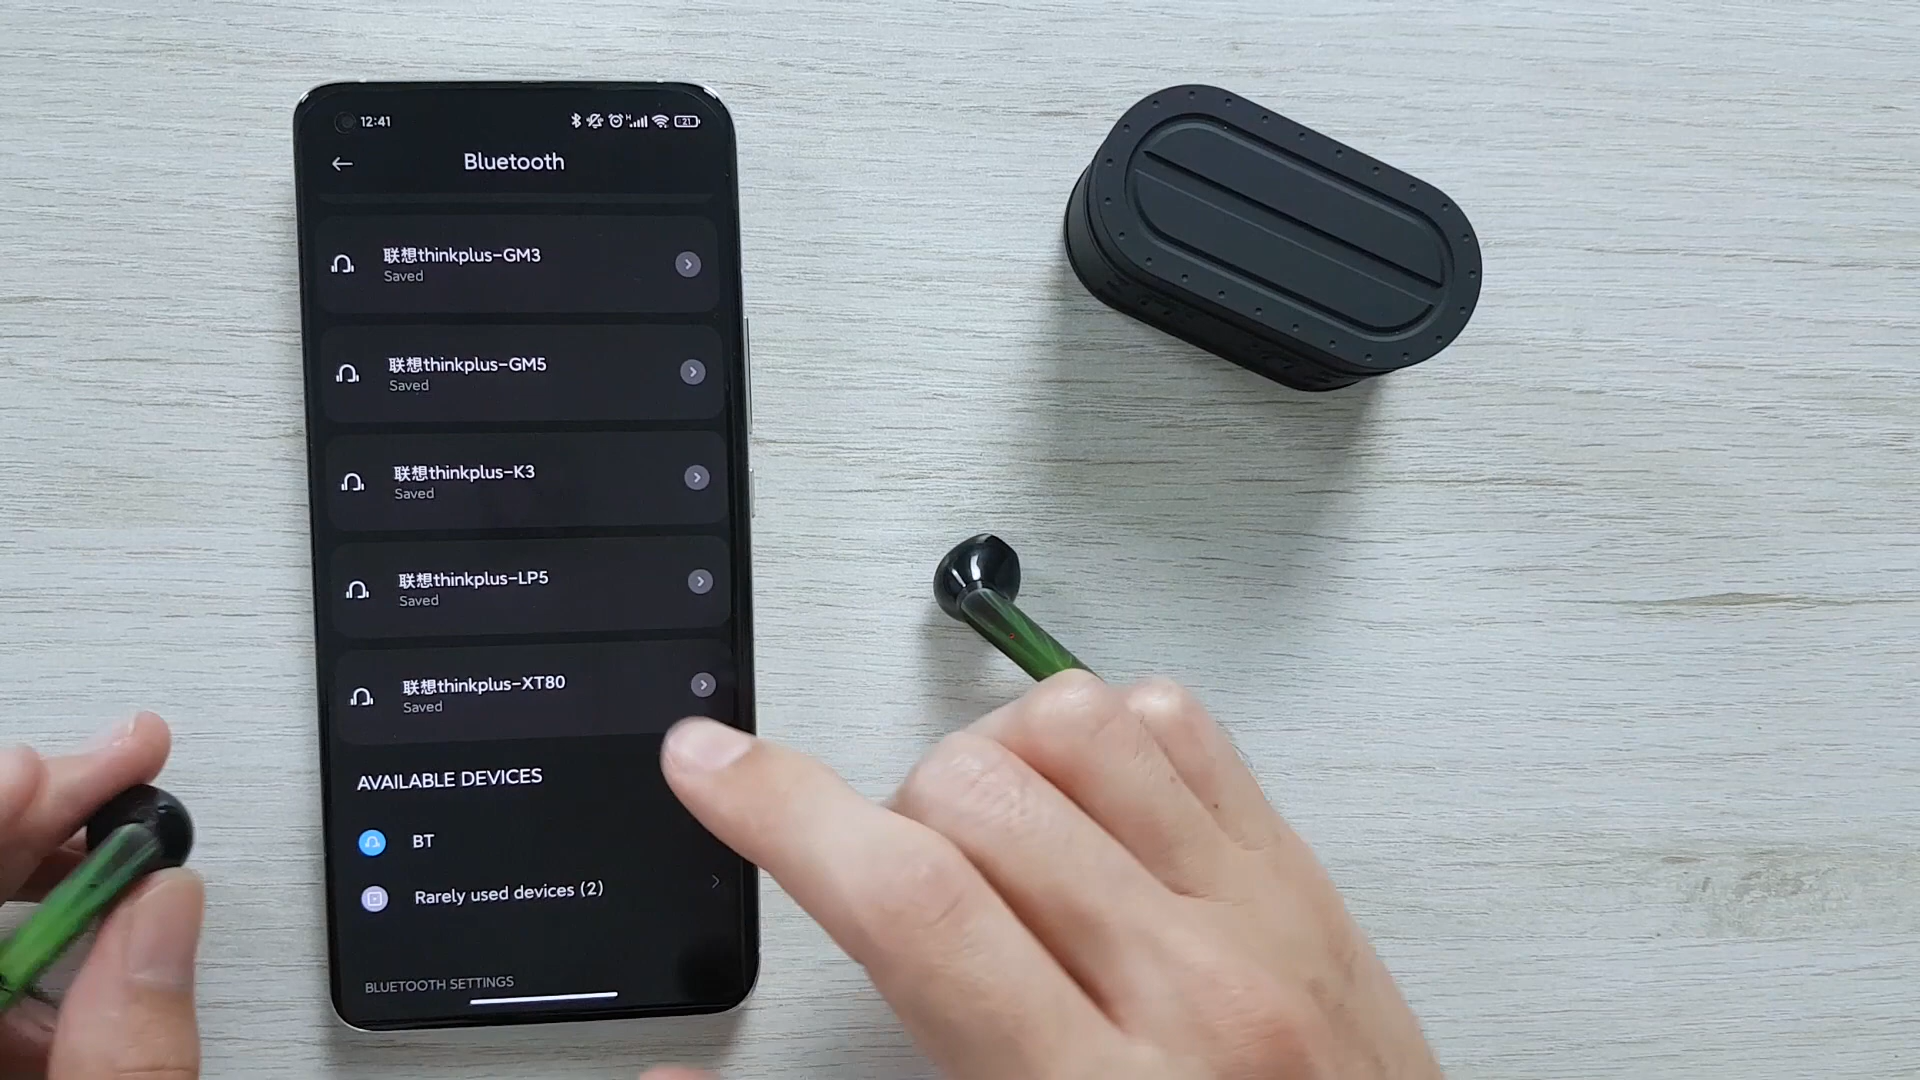 12:41
21
Bluetooth
联想thinkplus-GM3
Saved
联想thinkplus-GM5
Saved
联想thinkplus-K3
Saved
联想thinkplus-LP5
Saved
联想thinkplus-XT80
Saved
AVAILABLE DEVICES
BT
Rarely used devices (2)
BLUETOOTH SETTINGS